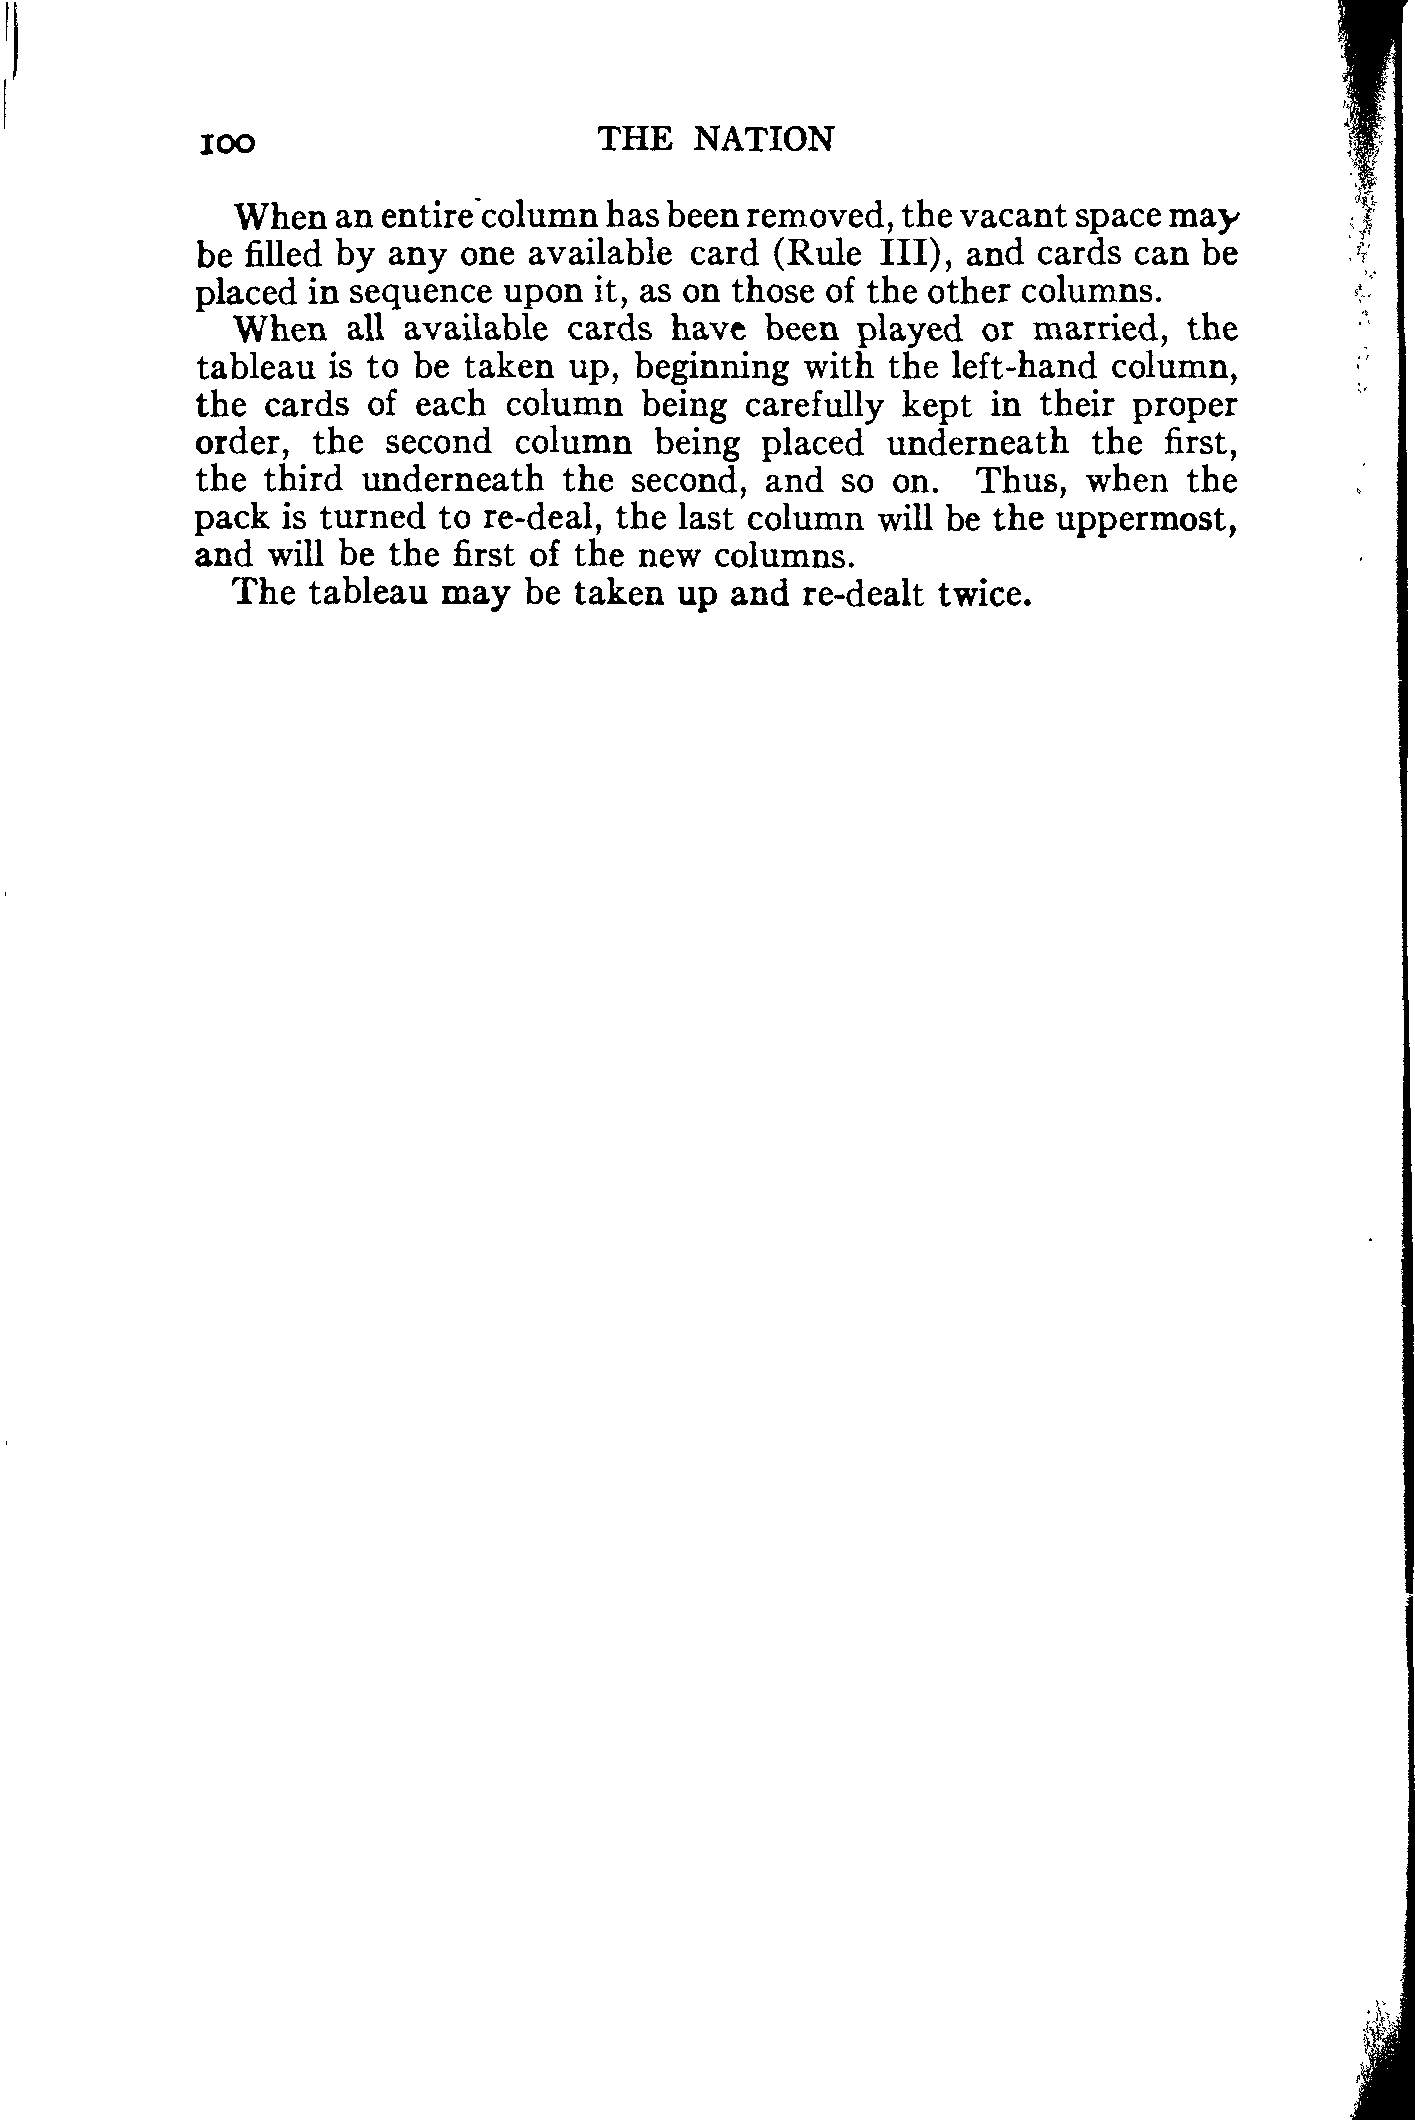 100 THE NATION
When an entire column has been removed, the vacant space may
be filled by any one available card (Rule III), and cards can be
placed in sequence upon it, as on those of the other columns.
When all available cards have been played or married, the
tableau is to be taken up, beginning with the left-hand column,
the cards of each column being carefully kept in their proper
order, the second column being placed underneath the first,
the third underneath the second, and so on. Thus, when the
pack is turned to re-deal, the last column will be the uppermost,
and will be the first of the new columns.
The tableau may be taken up and re-dealt twice.